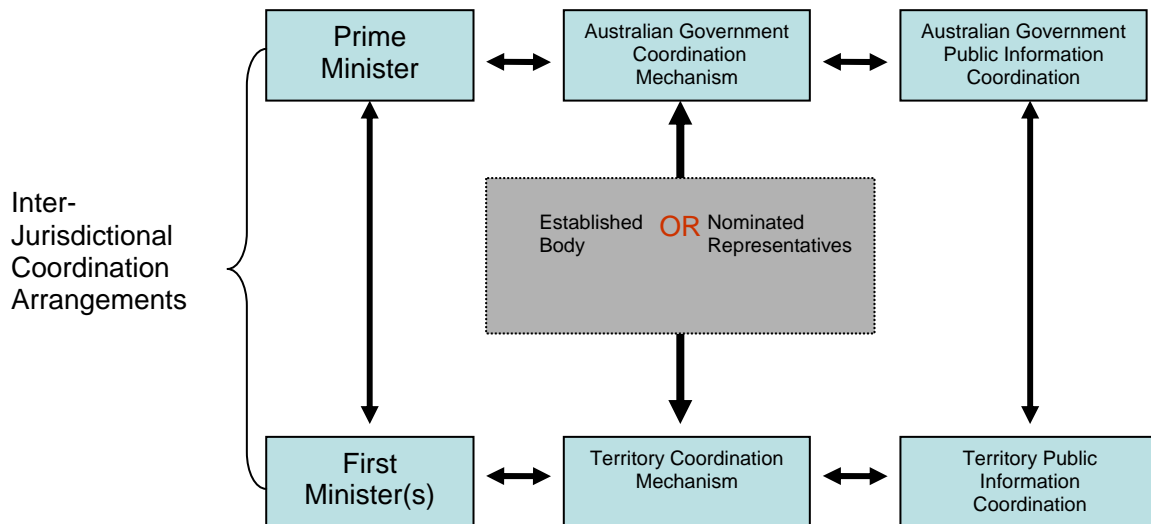 Prime
Minister
Australian Government
Coordination
Mechanism
Australian Government
Public Information
Coordination
Inter-
Jurisdictional
Coordination
Arrangements
Established
Body
OR
Nominated
Representatives
First
Minister(s)
Territory Coordination
Mechanism
Territory Public
Information
Coordination